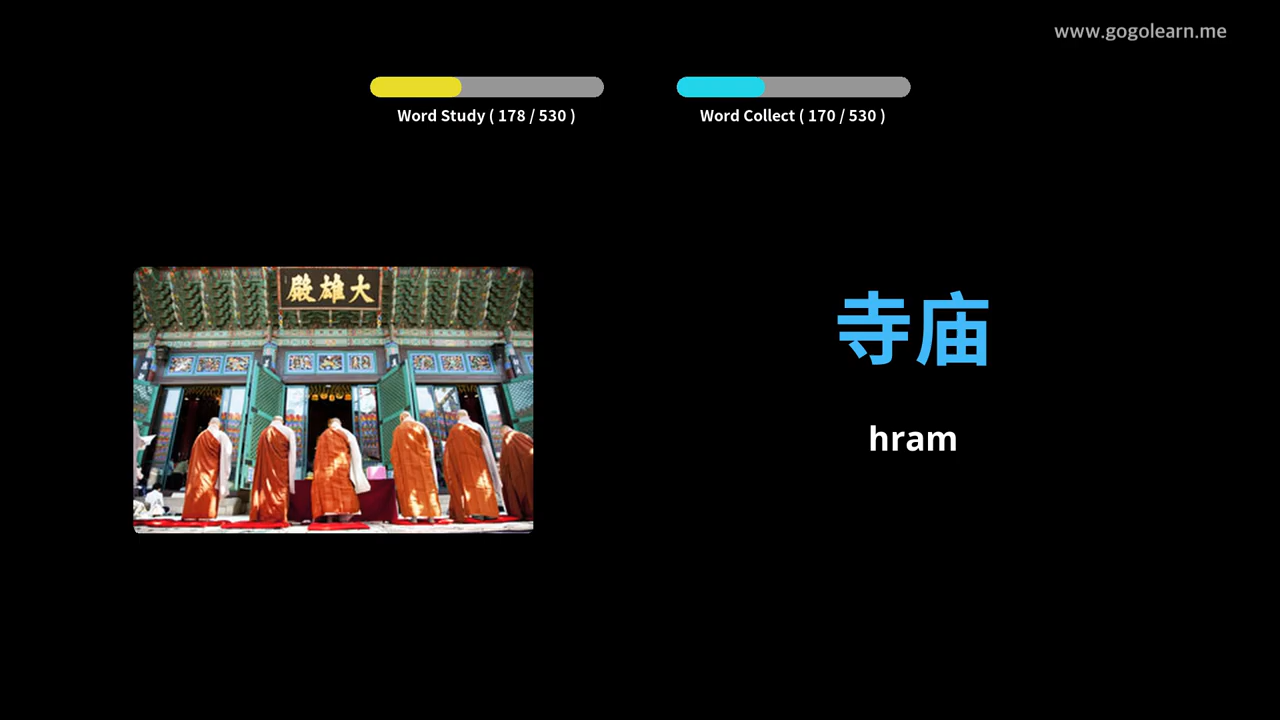 www.gogolearn.me
Word Study ( 178 / 530 )
Word Collect ( 170 / 530 )
殿雄大
寺庙
hram